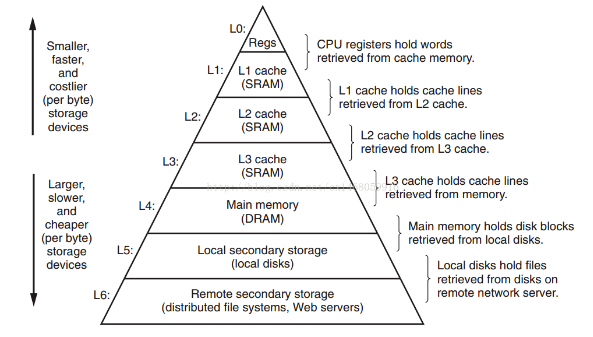 L0:
Regs
CPU registers hold words
retrieved from cache memory.
Smaller,
faster,
and
costlier
(per byte)
storage
devices
L1:
L1 cache
(SRAM)
L1 cache holds cache lines
retrieved from L2 cache.
L2:
L2 cache
(SRAM)
L2 cache holds cache lines
retrieved from L3 cache.
L3:
L3 cache
(SRAM)
L3 cache holds cache lines
retrieved from memory.
Larger,
slower,
and
cheaper
(per byte)
storage
devices
L4:
Main memory
(DRAM)
Main memory holds disk blocks
retrieved from local disks.
L5:
Local secondary storage
(local disks)
Local disks hold files
retrieved from disks on
remote network server.
L6:
Remote secondary storage
(distributed file systems, Web servers)